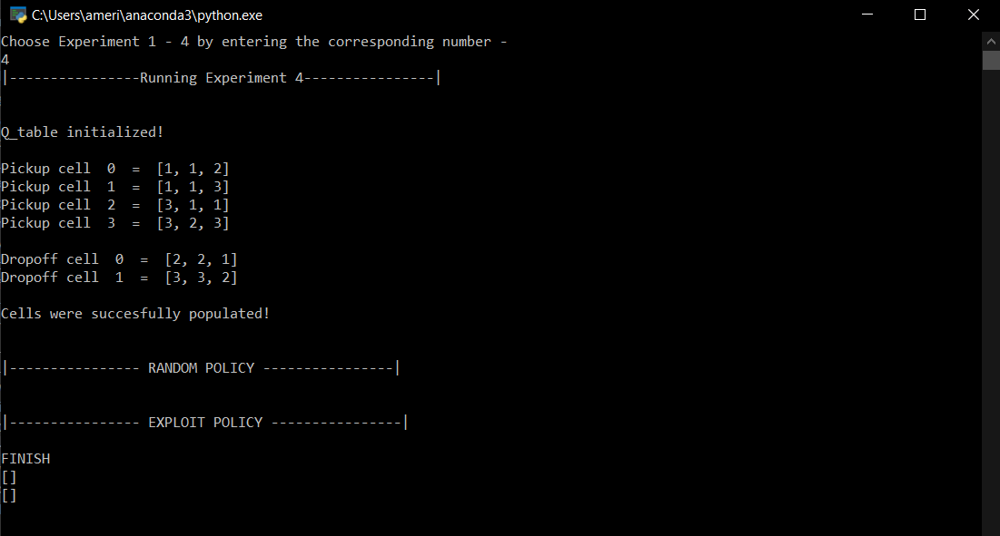 C:\Users\ameri\anaconda3\python.exe
Choose Experiment 1 - 4 by entering the corresponding number -
4
|----------------Running Experiment 4----------------|
Q_table initialized!
Pickup cell  0  =  [1, 1, 2]
Pickup cell  1  =  [1, 1, 3]
Pickup cell  2  =  [3, 1, 1]
Pickup cell  3  =  [3, 2, 3]
Dropoff cell  0  =  [2, 2, 1]
Dropoff cell  1  =  [3, 3, 2]
Cells were succesfully populated!
|---------------- RANDOM POLICY ----------------|
|---------------- EXPLOIT POLICY ----------------|
FINISH
[]
[]